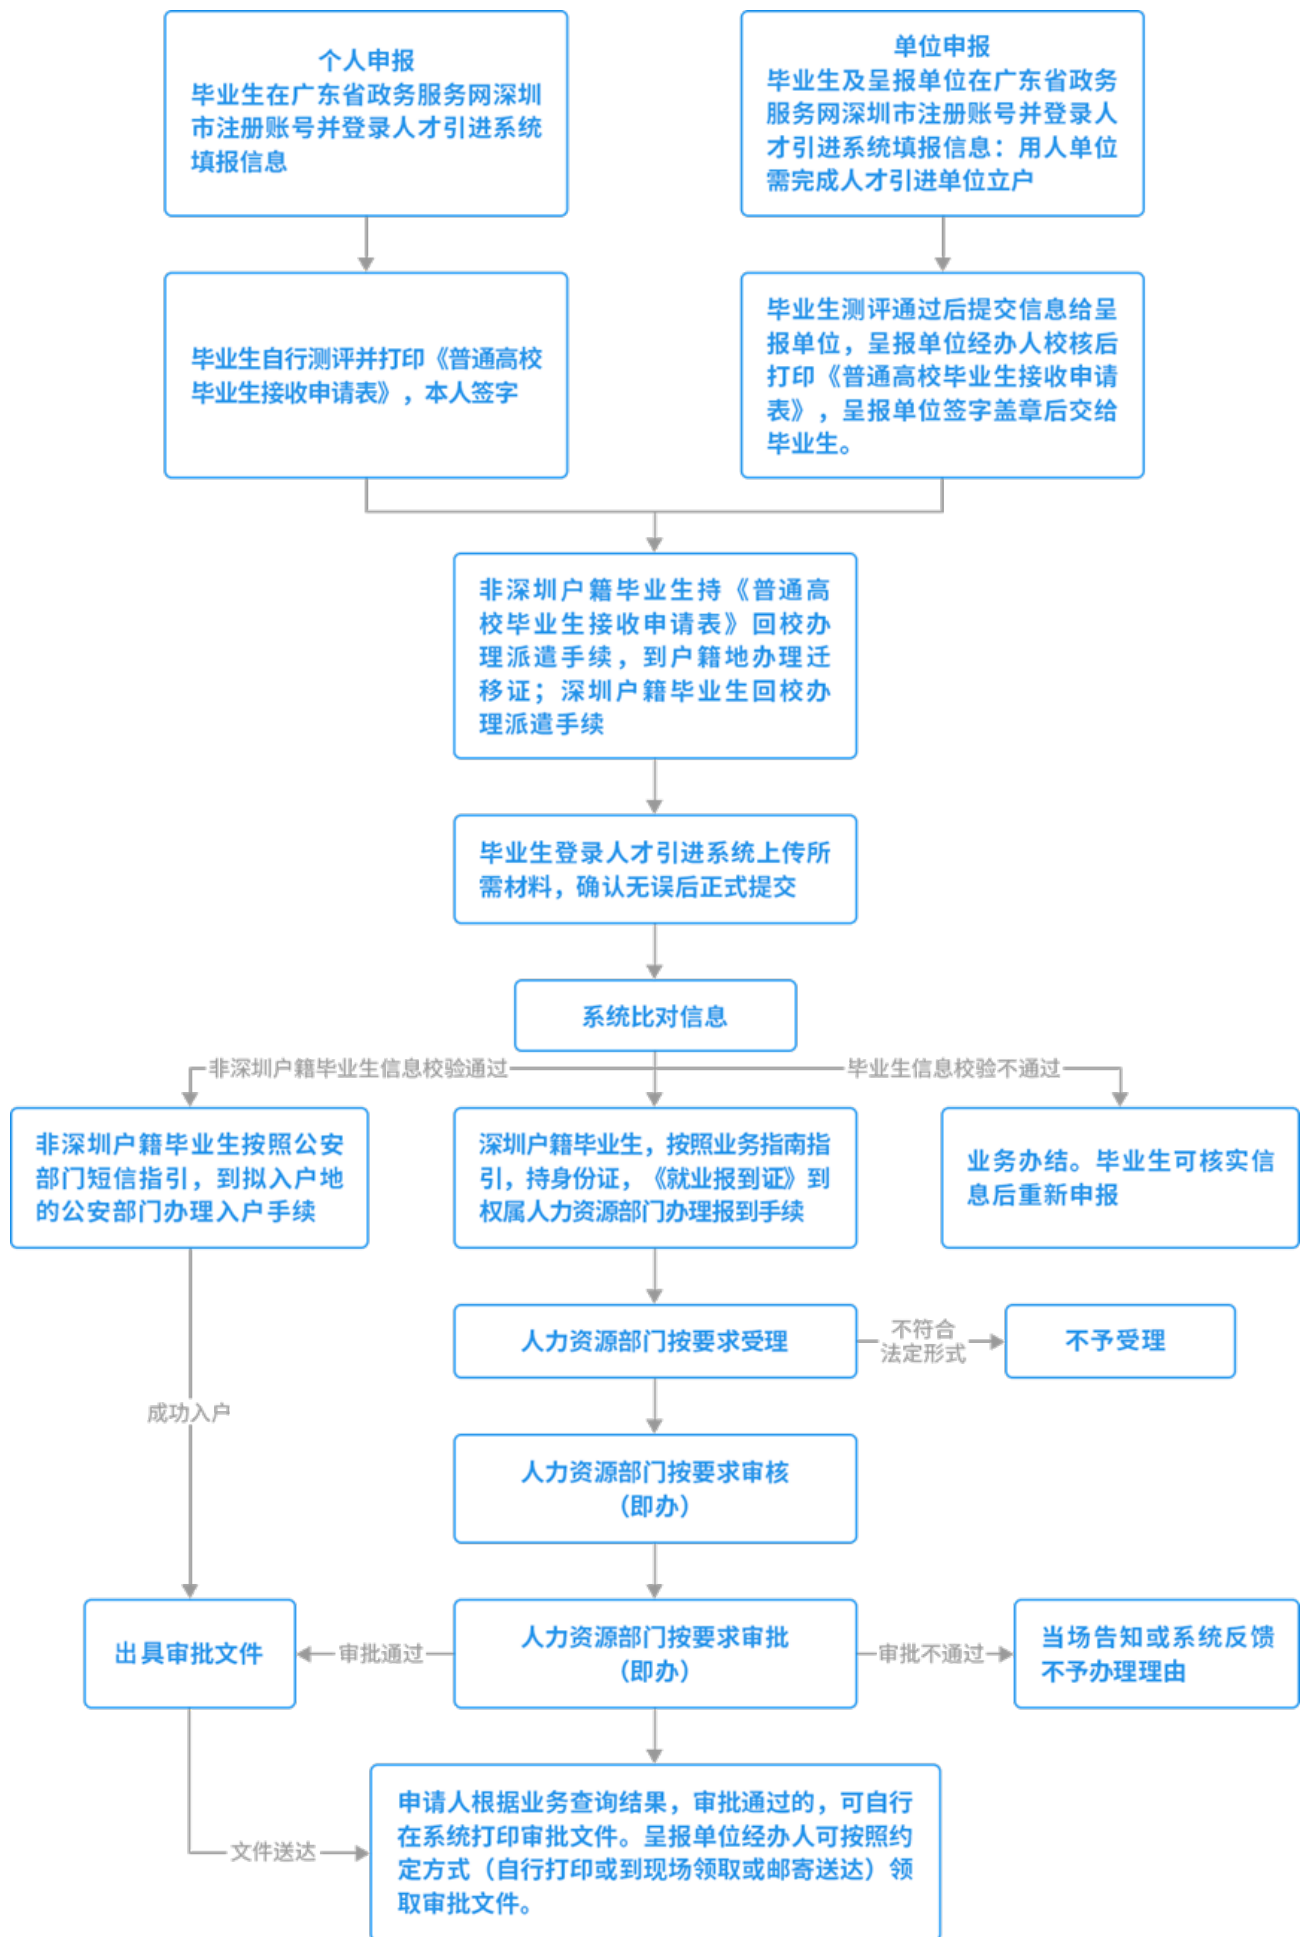 个人申报
毕业生在广东省政务服务网深圳
市注册账号并登录人才引进系统
填报信息
单位申报
毕业生及呈报单位在广东省政务
服务网深圳市注册账号并登录人
才引进系统填报信息：用人单位
需完成人才引进单位立户
毕业生自行测评并打印《普通高校
毕业生接收申请表》，本人签字
毕业生测评通过后提交信息给呈
报单位，呈报单位经办人校核后
打印《普通高校毕业生接收申请
表》，呈报单位签字盖章后交给
毕业生。
非深圳户籍毕业生持《普通高
校毕业生接收申请表》回校办
理派遣手续，到户籍地办理迁
移证；深圳户籍毕业生回校办
理派遣手续
毕业生登录人才引进系统上传所
需材料，确认无误后正式提交
系统比对信息
非深圳户籍毕业生信息校验通过
毕业生信息校验不通过
非深圳户籍毕业生按照公安
部门短信指引，到拟入户地
的公安部门办理入户手续
深圳户籍毕业生，按照业务指南指
引，持身份证，《就业报到证》到
权属人力资源部门办理报到手续
业务办结。毕业生可核实信
息后重新申报
人力资源部门按要求受理
不符合
法定形式
不予受理
成功入户
人力资源部门按要求审核
（即办）
出具审批文件
审批通过
人力资源部门按要求审批
（即办）
审批不通过
当场告知或系统反馈
不予办理理由
文件送达
申请人根据业务查询结果，审批通过的，可自行
在系统打印审批文件。呈报单位经办人可按照约
定方式（自行打印或到现场领取或邮寄送达）领
取审批文件。